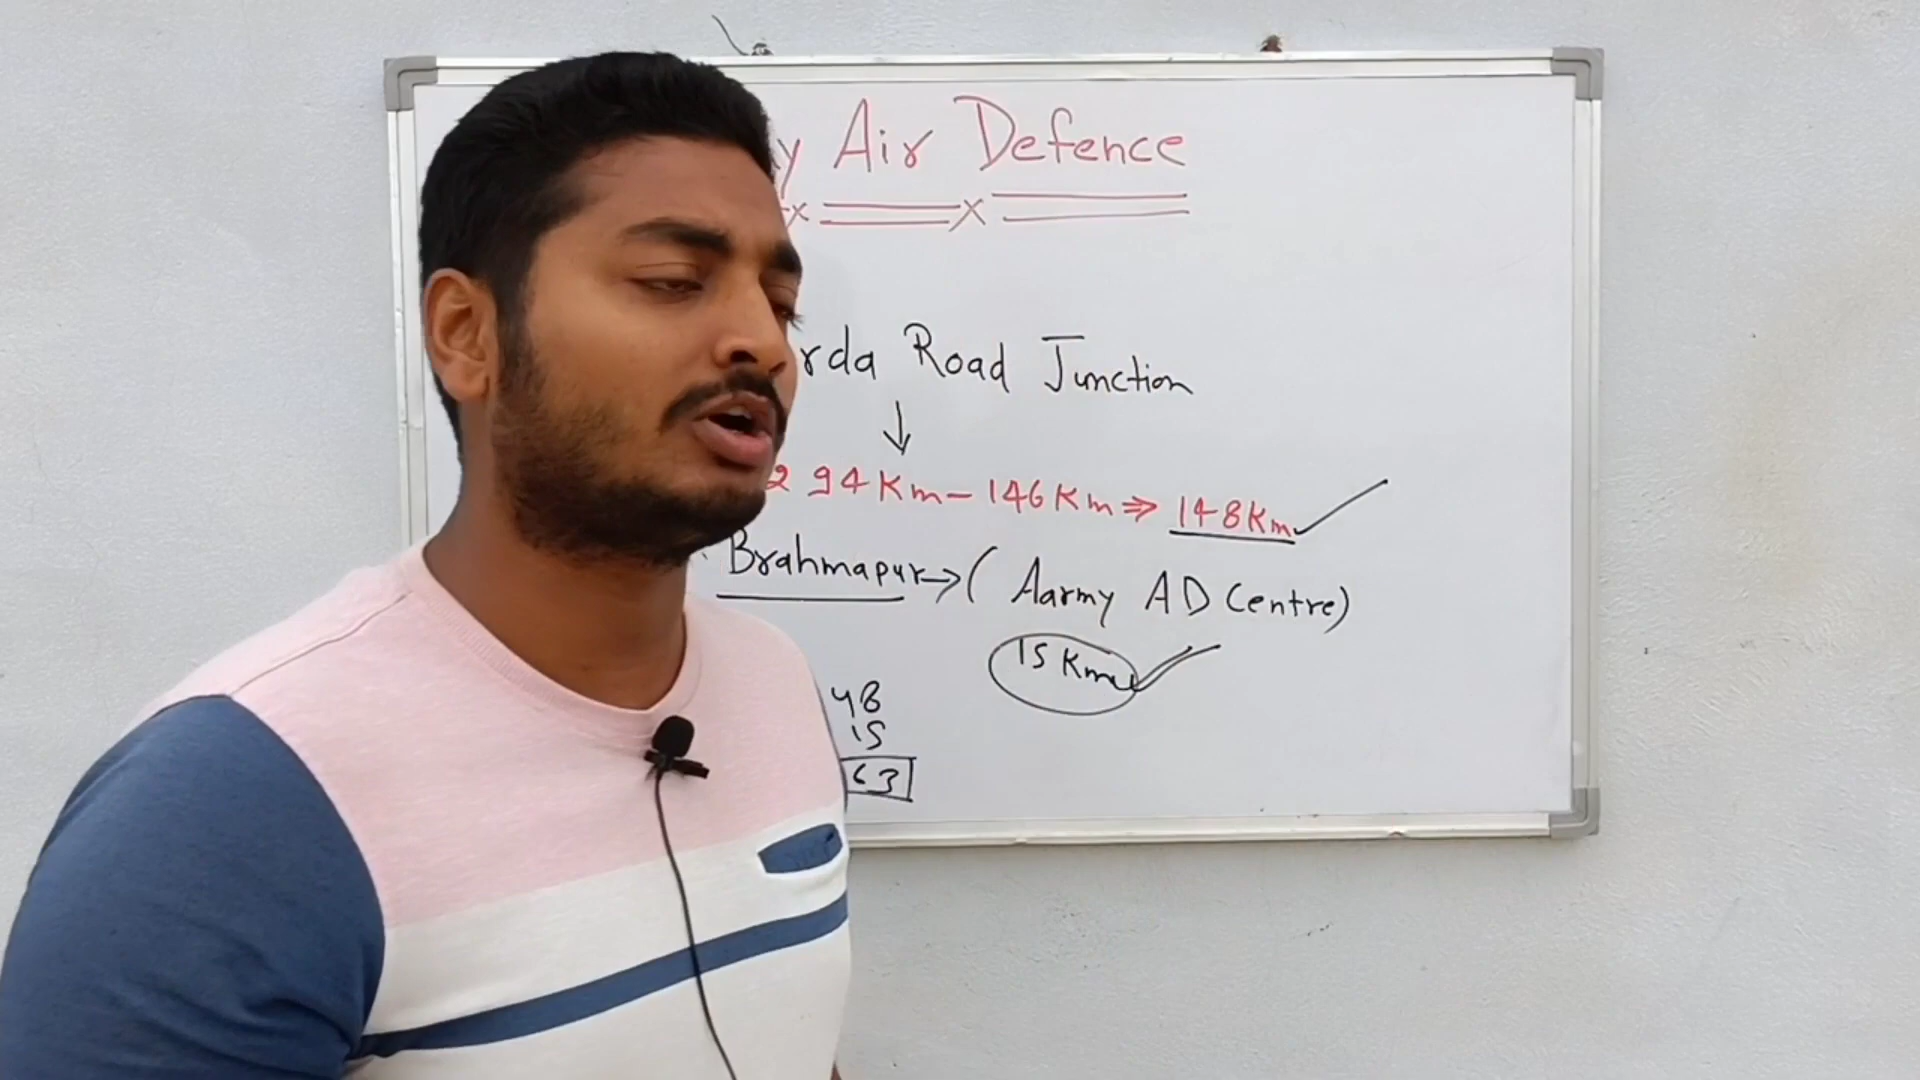 y Air Defence
rda Road Junction
2 94 Km - 146 Km ⇒ 148 Km
Brahmapur → ( Aarmy AD Centre)
15 Km
48
15
63